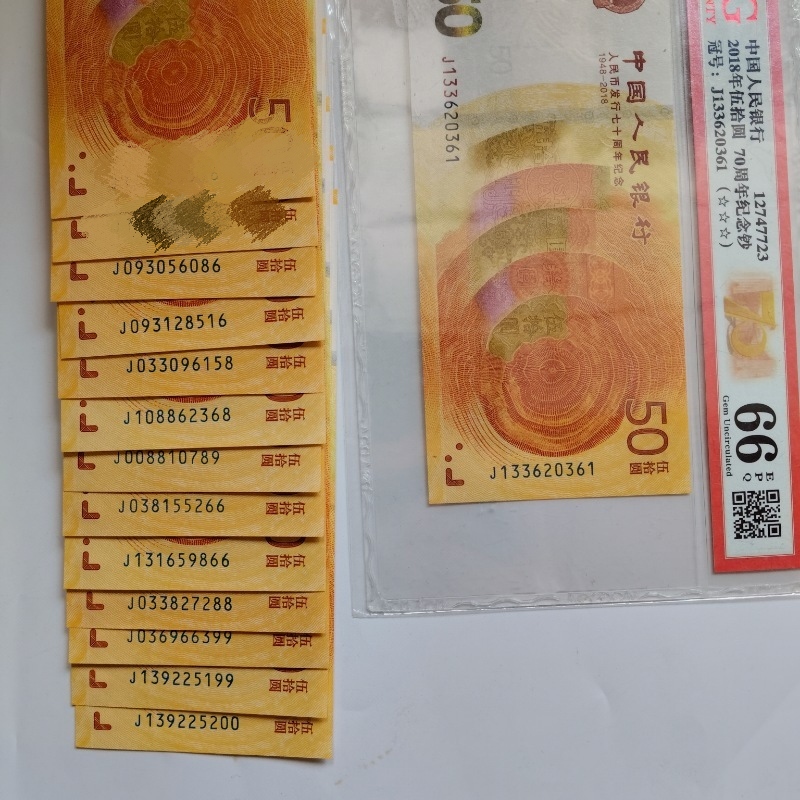 5
伍
J093056086
伍拾圆
J093128516
伍拾圆
J033096158
伍拾圆
J108862368
伍拾圆
J008810789
伍拾圆
J038155266
伍拾圆
J131659866
伍拾圆
J033827288
伍拾圆
J036966399
伍拾圆
J139225199
伍拾圆
J139225200
伍拾圆
50
J133620361
中国人民银行
人民币发行七十周年纪念
1948-2018
50
伍拾圆
J133620361
中国人民银行 12747723
2018年伍拾圆 70周年纪念钞
冠号：J133620361（☆☆☆）
66 EPQ
Gem Uncirculated